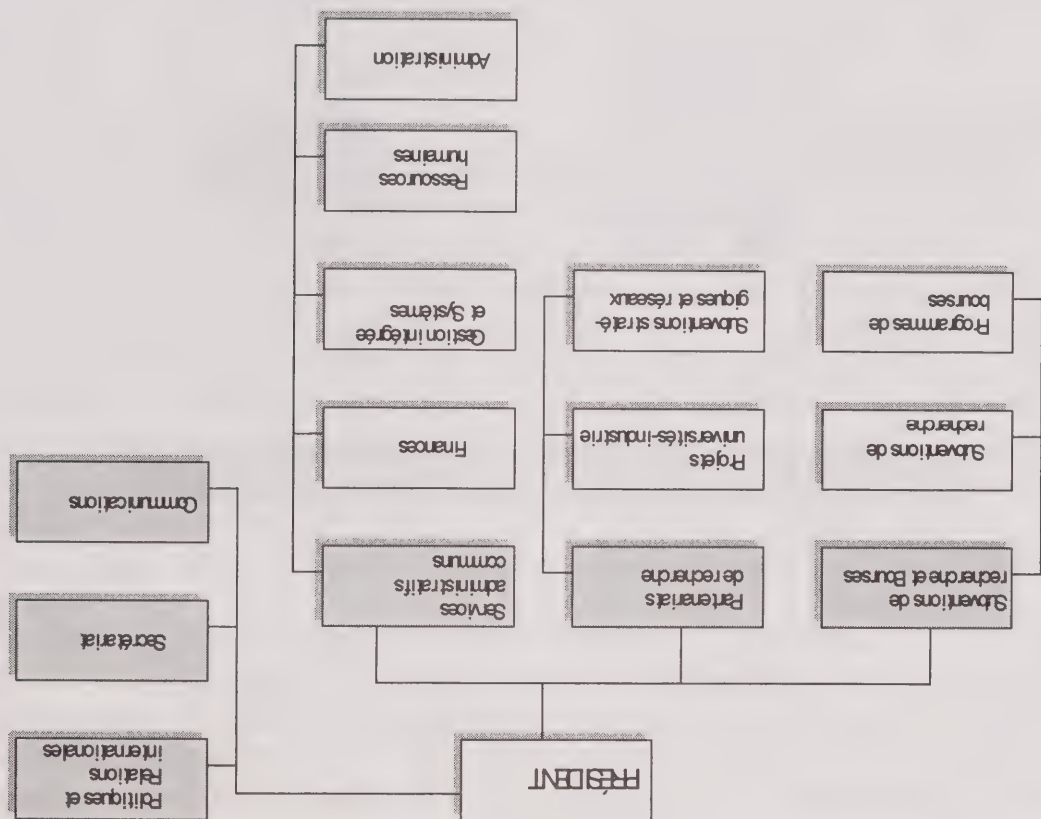 PRÉSIDENT
Politiques et
Relations
internationales
Secrétariat
Communications
Subventions de
recherche et Bourses
Partenariats
de recherche
Services
administratifs
communs
Subventions de
recherche
Projets
universités-industrie
Finances
Programmes de
bourses
Subventions straté-
giques et réseaux
Gestion intégrée
et Systèmes
Ressources
humaines
Administration